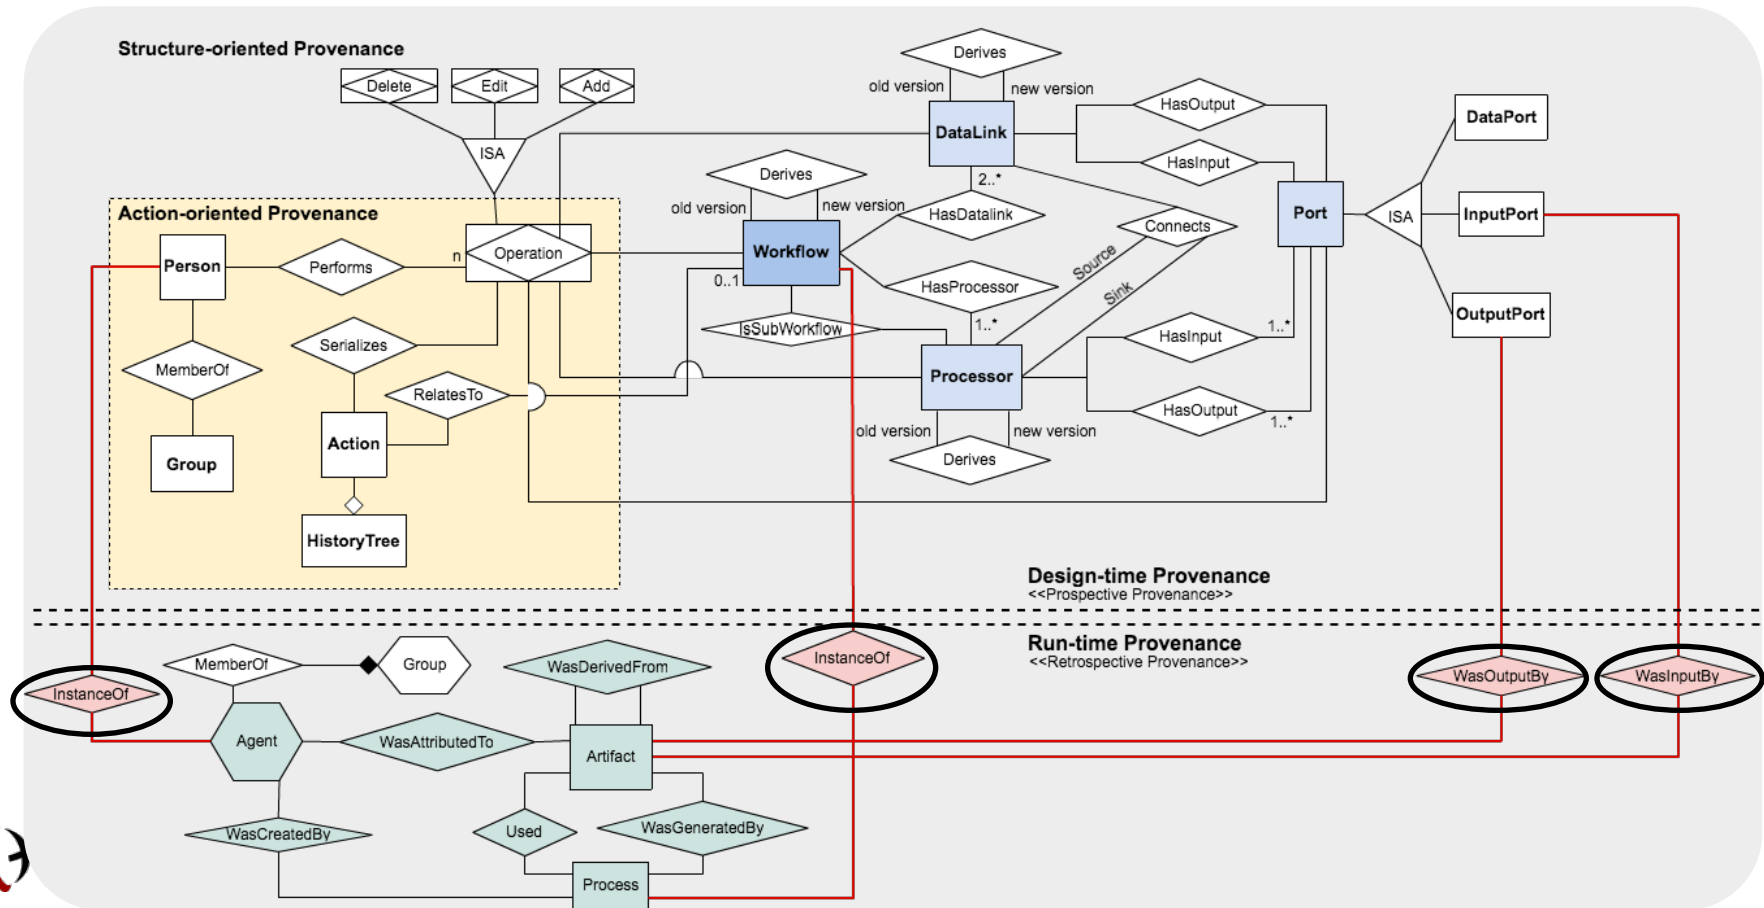 Structure-oriented Provenance
Derives
old version
new version
Delete
Edit
Add
HasOutput
DataLink
DataPort
ISA
HasInput
Derives
2..*
old version
new version
HasDatalink
Action-oriented Provenance
Port
ISA
InputPort
Connects
Person
Performs
n
Operation
Workflow
0..1
Source
Sink
HasProcessor
1..*
IsSubWorkflow
OutputPort
Serializes
HasInput
1..*
MemberOf
RelatesTo
Processor
HasOutput
1..*
old version
new version
Action
Derives
Group
HistoryTree
Design-time Provenance
<<Prospective Provenance>>
Run-time Provenance
<<Retrospective Provenance>>
MemberOf
Group
WasDerivedFrom
InstanceOf
InstanceOf
WasOutputBy
WasInputBy
Agent
WasAttributedTo
Artifact
WasCreatedBy
Used
WasGeneratedBy
Process